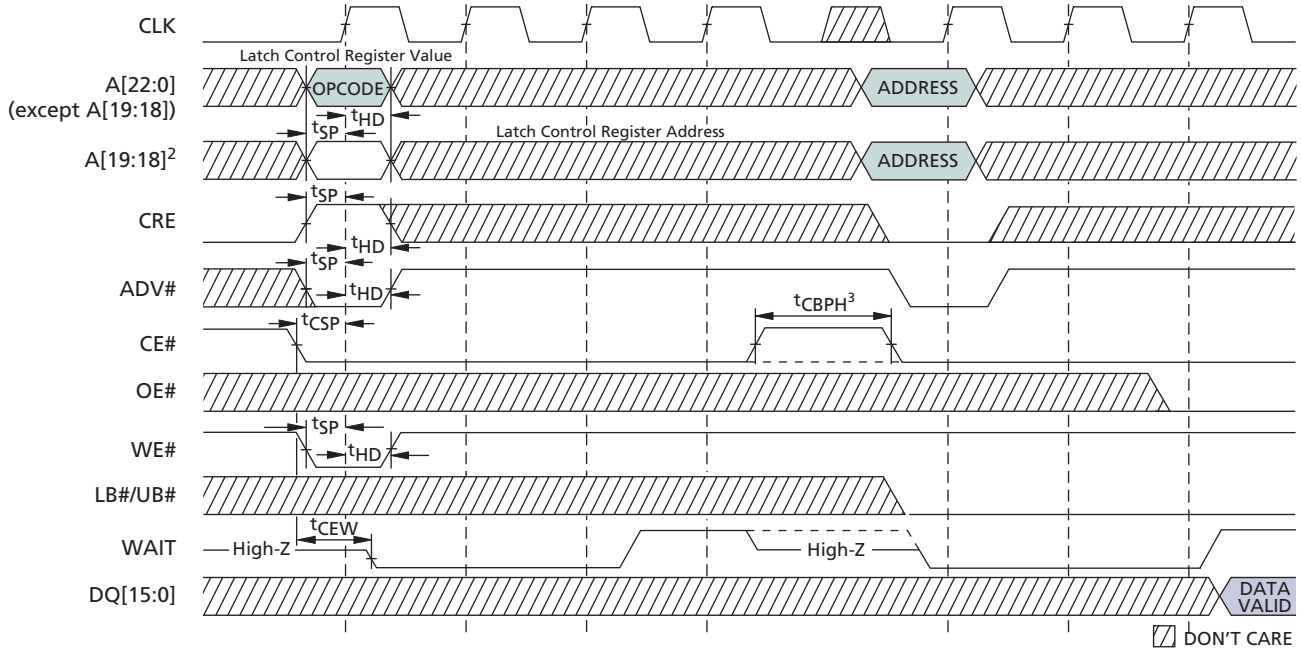 CLK
Latch Control Register Value
A[22:0]
(except A[19:18])
OPCODE
ADDRESS
tHD
tSP
Latch Control Register Address
A[19:18]2
ADDRESS
tSP
CRE
tHD
tSP
ADV#
tHD
tCBPH3
tCSP
CE#
OE#
tSP
WE#
tHD
LB#/UB#
tCEW
WAIT
High-Z
High-Z
DQ[15:0]
DATA
VALID
DON'T CARE